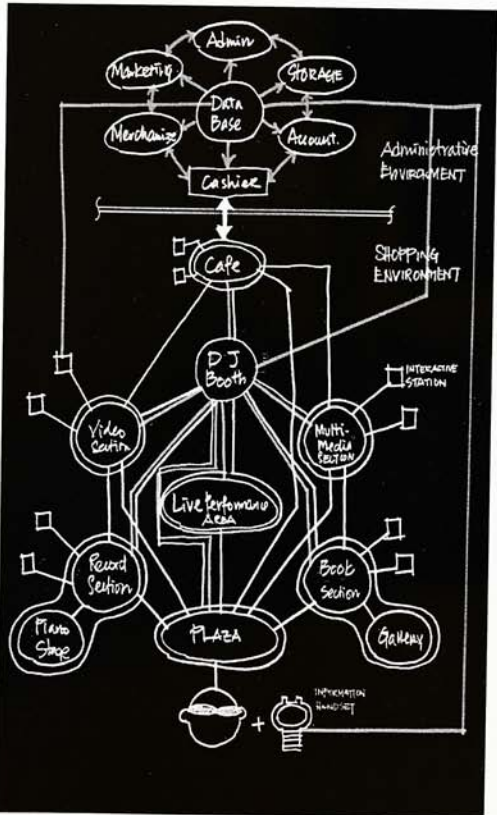 Admin
Marketing
STORAGE
Data
Base
Merchanize
Account.
Cashier
Administrative
ENVIRONMENT
SHOPPING
ENVIRONMENT
Cafe
DJ
Booth
INTERACTIVE
STATION
Video
Section
Multi-
Media
SECTION
Live Performance
AREA
Record
Section
Book
Section
Stage
PLAZA
Gallery
INFORMATION
HANDSET
+